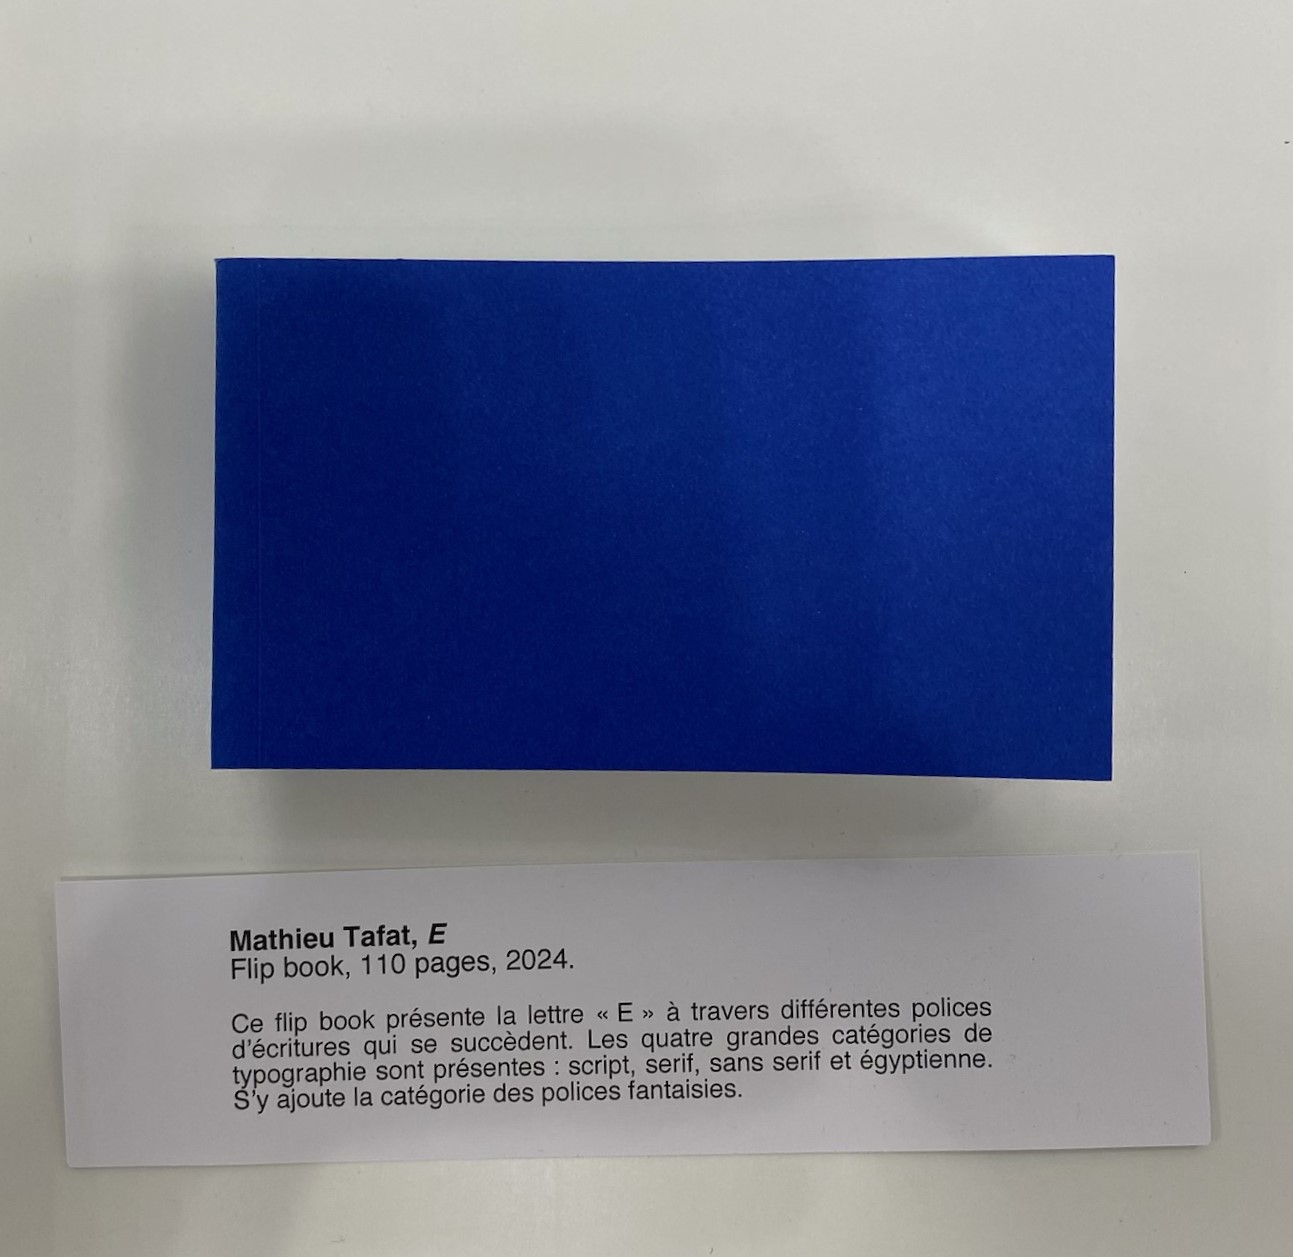 Mathieu Tafat, E
Flip book, 110 pages, 2024.
Ce flip book présente la lettre « E » à travers différentes polices
d'écritures qui se succèdent. Les quatre grandes catégories de
typographie sont présentes : script, serif, sans serif et égyptienne.
S'y ajoute la catégorie des polices fantaisies.